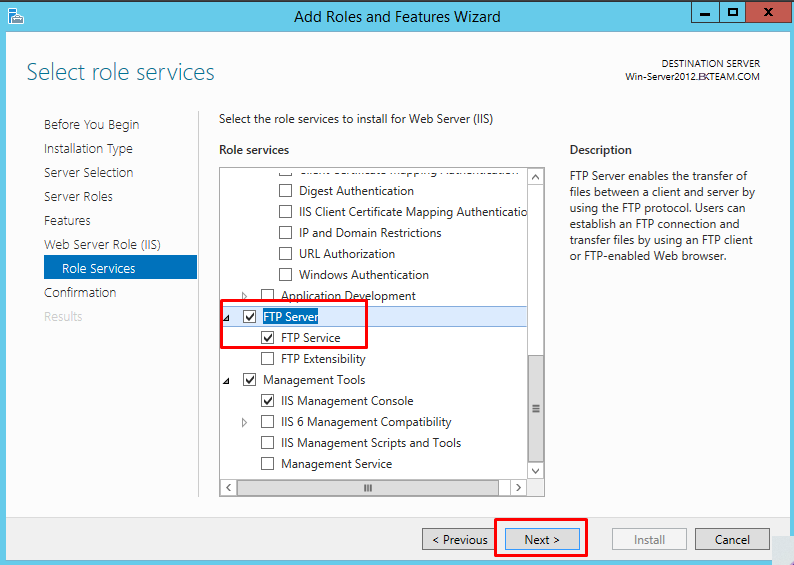 Add Roles and Features Wizard
Select role services
DESTINATION SERVER
Win-Server2012.EKTEAM.COM
Before You Begin
Installation Type
Server Selection
Server Roles
Features
Web Server Role (IIS)
Role Services
Confirmation
Results
Select the role services to install for Web Server (IIS)
Role services
Client Certificate Mapping Authentication
Digest Authentication
IIS Client Certificate Mapping Authenticatio
IP and Domain Restrictions
URL Authorization
Windows Authentication
Application Development
FTP Server
FTP Service
FTP Extensibility
Management Tools
IIS Management Console
IIS 6 Management Compatibility
IIS Management Scripts and Tools
Management Service
Description
FTP Server enables the transfer of
files between a client and server by
using the FTP protocol. Users can
establish an FTP connection and
transfer files by using an FTP client
or FTP-enabled Web browser.
< Previous
Next >
Install
Cancel